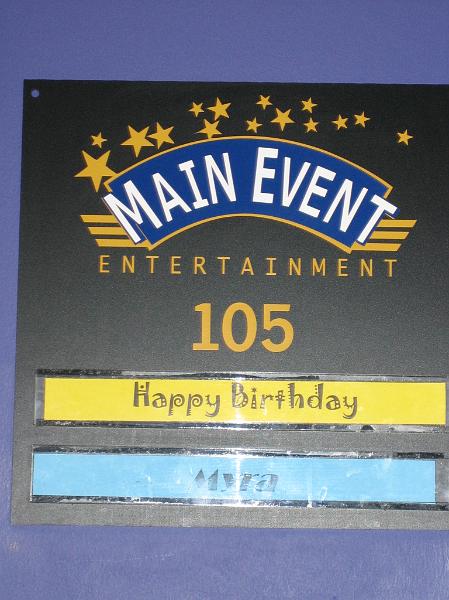 MAIN EVENT
ENTERTAINMENT
105
Happy Birthday
Myra